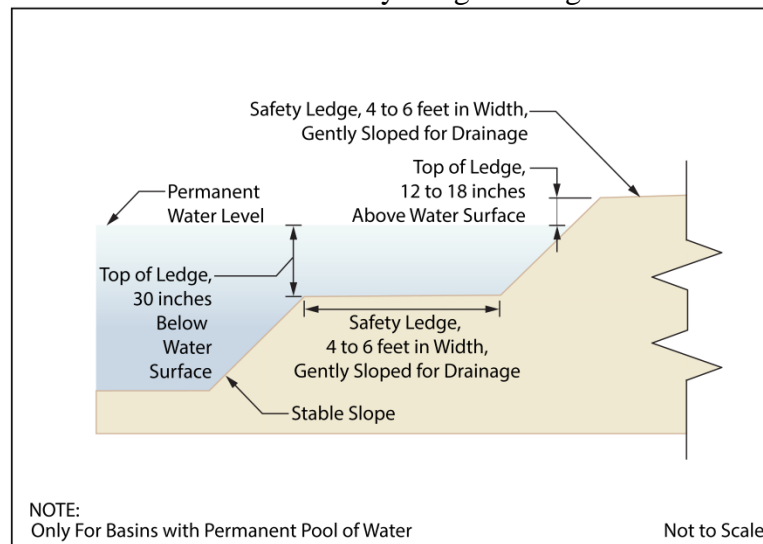 Safety Ledge, 4 to 6 feet in Width,
Gently Sloped for Drainage
Top of Ledge,
12 to 18 inches
Above Water Surface
Permanent
Water Level
Top of Ledge,
30 inches
Below
Water
Surface
Safety Ledge,
4 to 6 feet in Width,
Gently Sloped for Drainage
Stable Slope
NOTE:
Only For Basins with Permanent Pool of Water
Not to Scale